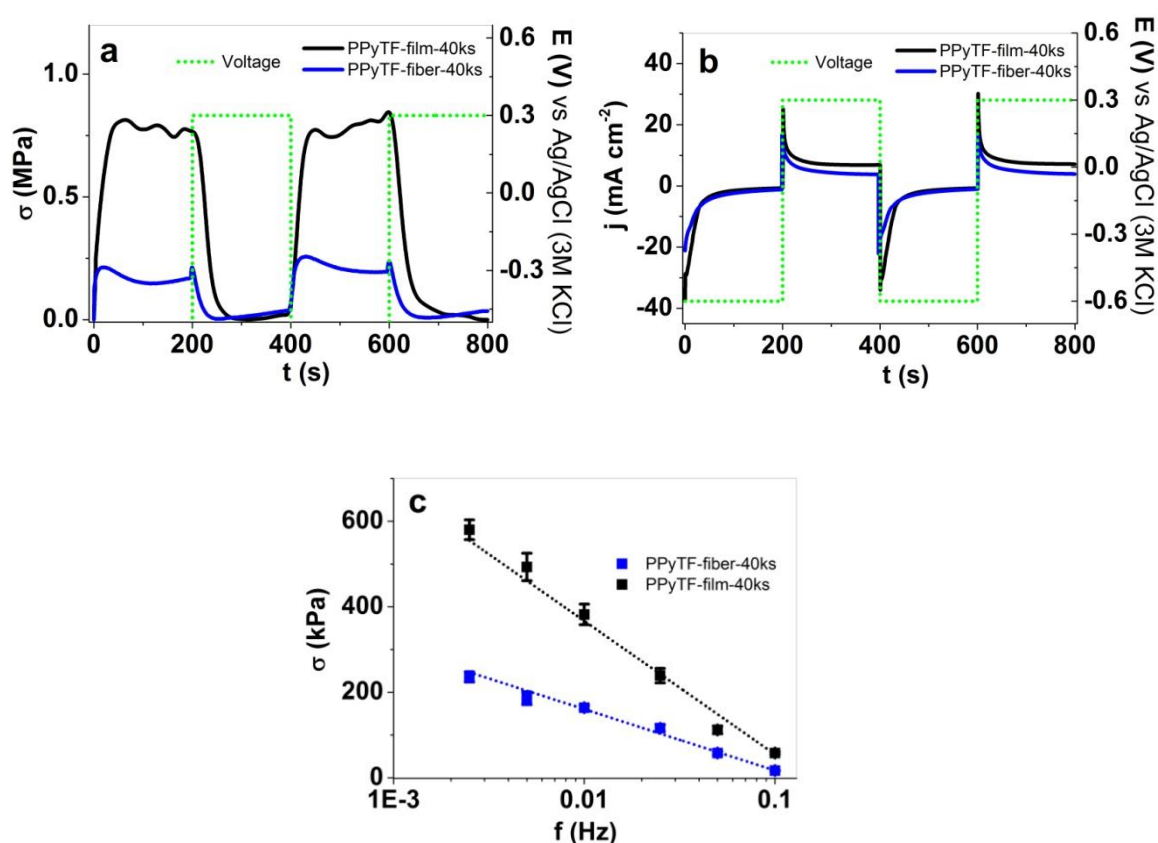 a
Voltage
PPyTF-film-40ks
PPyTF-fiber-40ks
σ (MPa)
1.0
0.5
0.0
0.6
0.3
0.0
-0.3
-0.6
E (V) vs Ag/AgCl (3M KCl)
0 200 400 600 800
t (s)
b
Voltage
PPyTF-film-40ks
PPyTF-fiber-40ks
j (mA cm-2)
40
20
0
-20
-40
0.6
0.3
0.0
-0.3
-0.6
E (V) vs Ag/AgCl (3M KCl)
0 200 400 600 800
t (s)
c
PPyTF-fiber-40ks
PPyTF-film-40ks
σ (kPa)
600
400
200
0
1E-3 0.01 0.1
f (Hz)